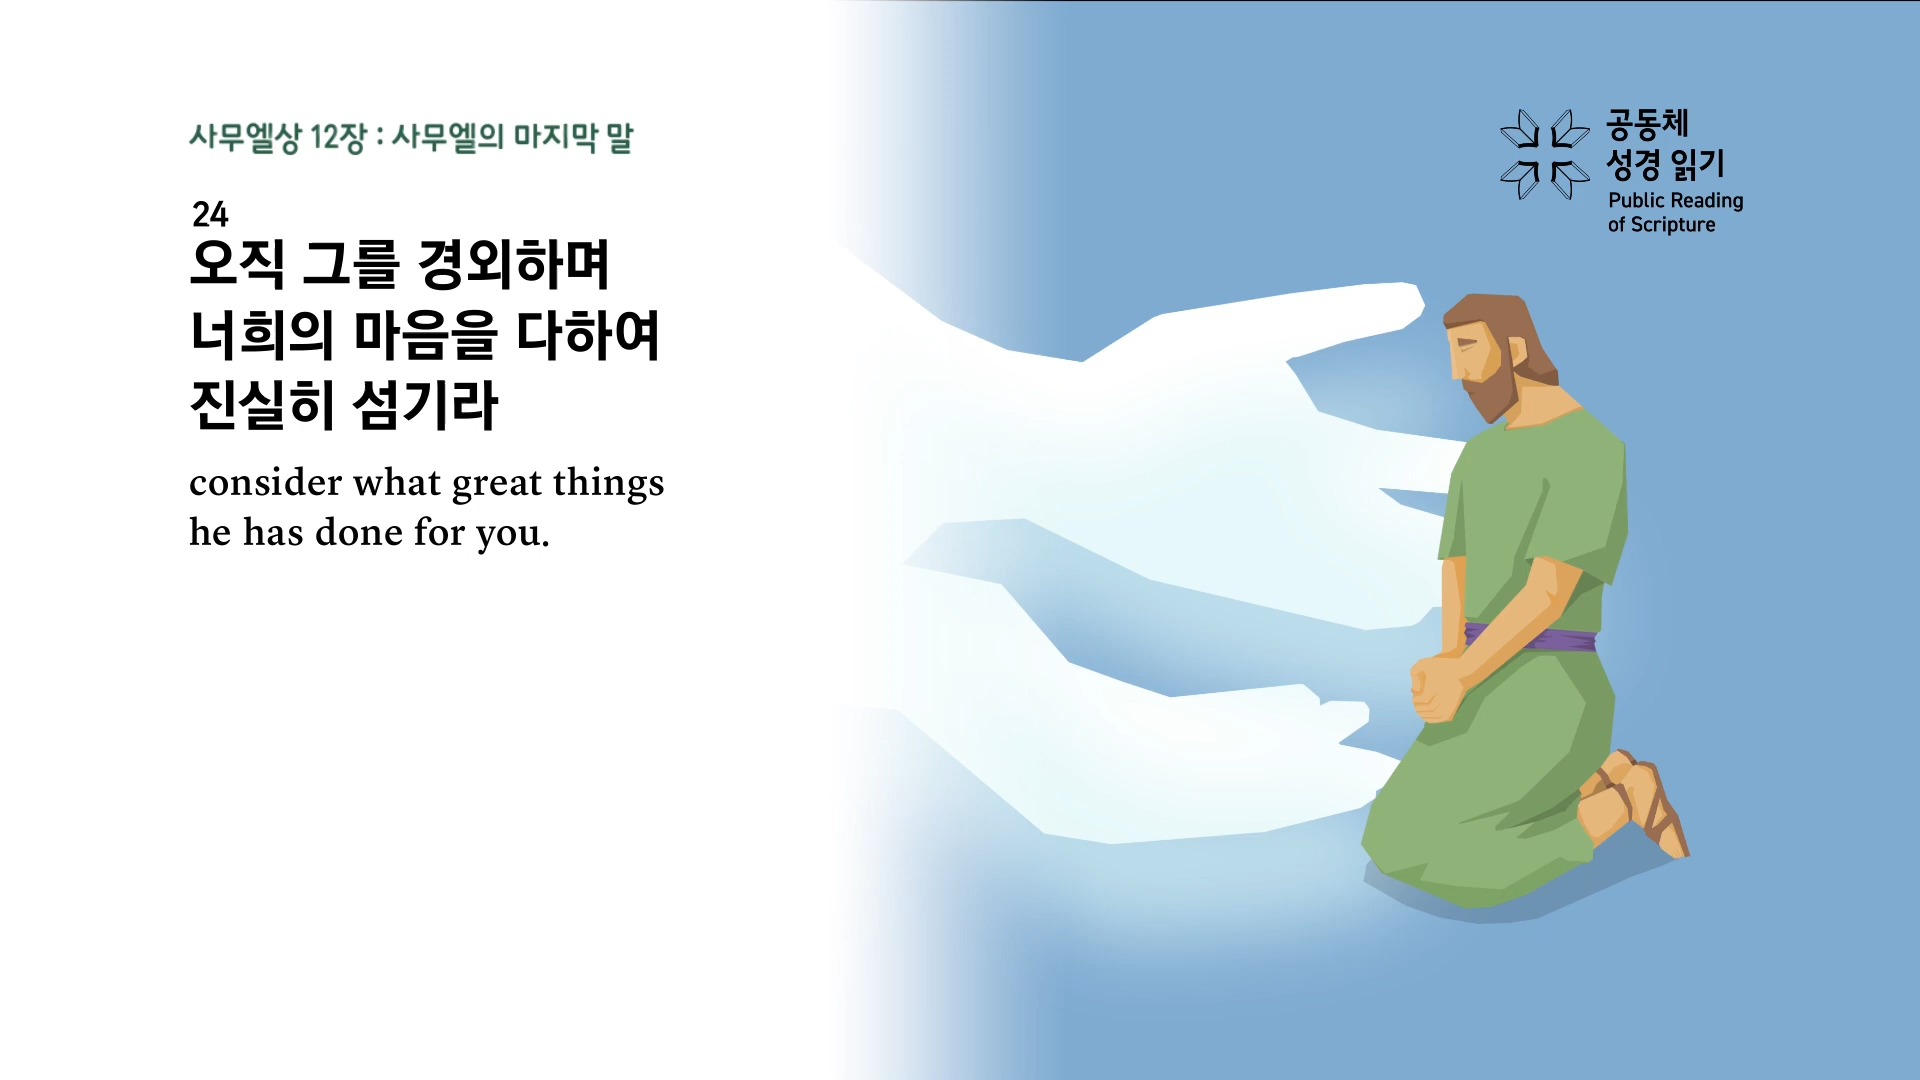 사무엘상 12장 : 사무엘의 마지막 말
24
오직 그를 경외하며
너희의 마음을 다하여
진실히 섬기라
consider what great things
he has done for you.
공동체
성경 읽기
Public Reading
of Scripture